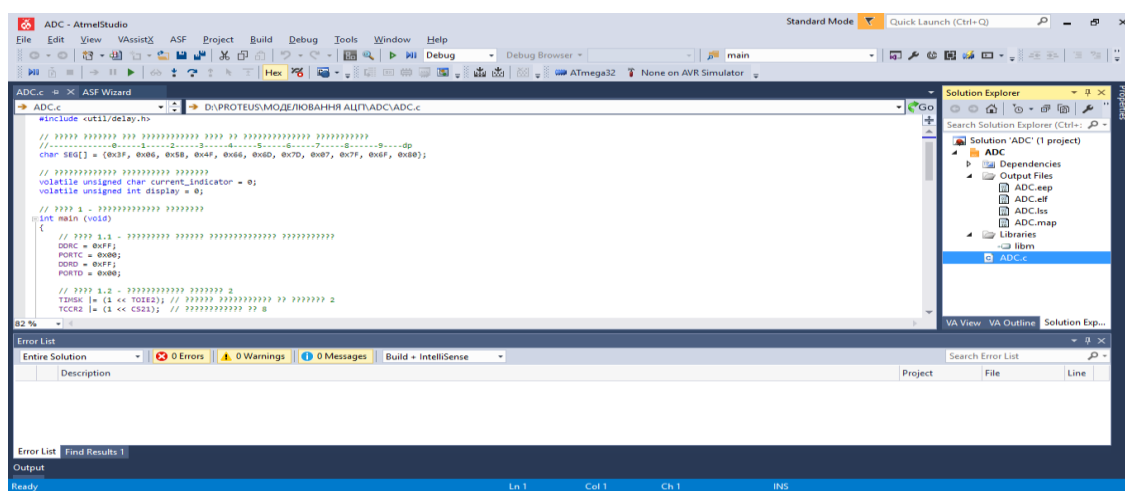 ADC - AtmelStudio
Standard Mode
Quick Launch (Ctrl+Q)
File Edit View VAssistX ASF Project Build Debug Tools Window Help
Debug
Debug Browser
main
Hex
ATmega32
None on AVR Simulator
ADC.c
ASF Wizard
ADC.c
D:\PROTEUS\МОДЕЛЮВАННЯ АЦП\ADC\ADC.c
Go
#include <util/delay.h>
// ????? ??????? ??? ???????????? ???? ?? ?????????????? ???????????
//-------------0-----1-----2-----3-----4-----5-----6-----7-----8-----9----dp
char SEG[] = {0x3F, 0x06, 0x5B, 0x4F, 0x66, 0x6D, 0x7D, 0x07, 0x7F, 0x6F, 0x80};
// ????????????? ??????????? ???????
volatile unsigned char current_indicator = 0;
volatile unsigned int display = 0;
// ???? 1 - ????????????? ????????
int main (void)
{
// ???? 1.1 - ????????? ?????? ?????????????? ???????????
DDRC = 0xFF;
PORTC = 0x00;
DDRD = 0xFF;
PORTD = 0x00;
// ???? 1.2 - ???????????? ??????? 2
TIMSK |= (1 << TOIE2); // ?????? ??????????? ?? ??????? 2
TCCR2 |= (1 << CS21); // ???????????? ?? 8
82 %
Solution Explorer
Search Solution Explorer (Ctrl+;
Solution 'ADC' (1 project)
ADC
Dependencies
Output Files
ADC.eep
ADC.elf
ADC.lss
ADC.map
Libraries
libm
ADC.c
VA View VA Outline Solution Exp...
Properties
Error List
Entire Solution
0 Errors
0 Warnings
0 Messages
Build + IntelliSense
Search Error List
Description Project File Line
Error List Find Results 1
Output
Ready Ln 1 Col 1 Ch 1 INS